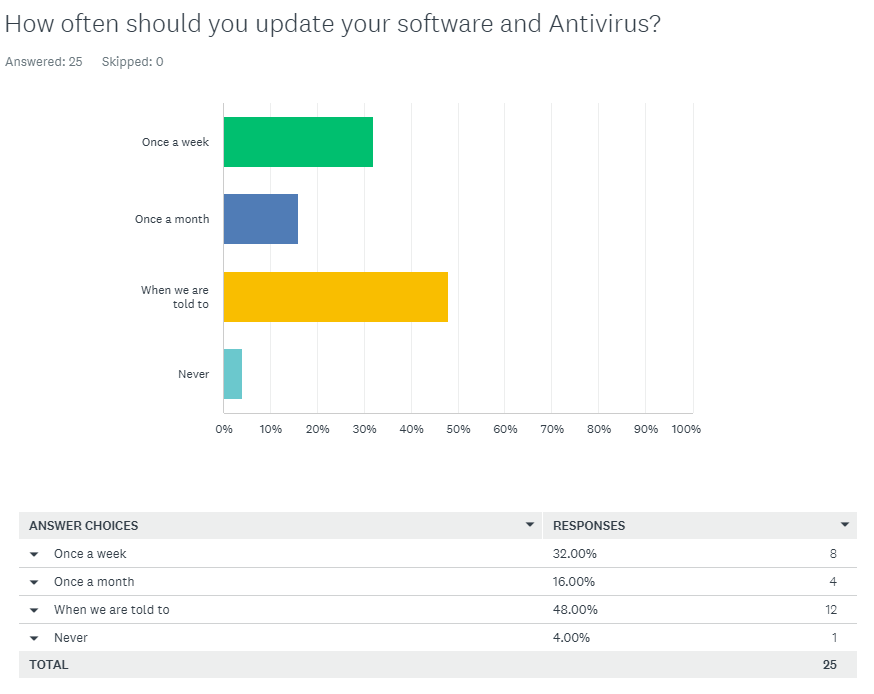 How often should you update your software and Antivirus?
Answered: 25 Skipped: 0
Once a week
Once a month
When we are
told to
Never
0% 10% 20% 30% 40% 50% 60% 70% 80% 90% 100%
ANSWER CHOICES RESPONSES
Once a week 32.00% 8
Once a month 16.00% 4
When we are told to 48.00% 12
Never 4.00% 1
TOTAL 25